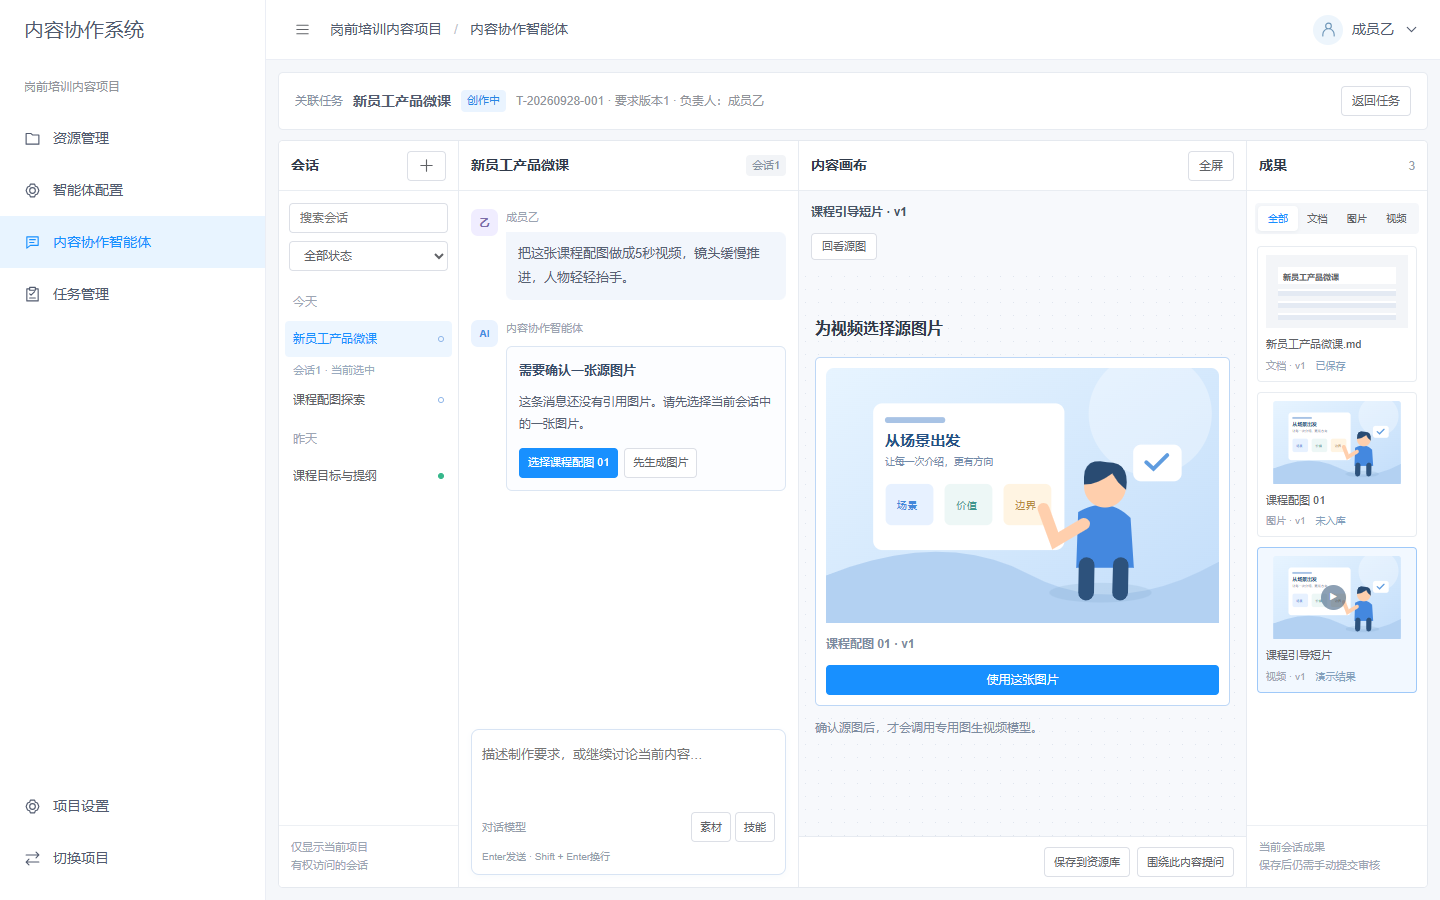 内容协作系统
岗前培训内容项目 / 内容协作智能体
成员乙
岗前培训内容项目
资源管理
智能体配置
内容协作智能体
任务管理
项目设置
切换项目
关联任务 新员工产品微课 创作中 T-20260928-001 · 要求版本1 · 负责人：成员乙
返回任务
会话
搜索会话
全部状态
今天
新员工产品微课
会话1 · 当前选中
课程配图探索
昨天
课程目标与提纲
仅显示当前项目
有权访问的会话
新员工产品微课
会话1
乙
成员乙
把这张课程配图做成5秒视频，镜头缓慢推
进，人物轻轻抬手。
AI
内容协作智能体
需要确认一张源图片
这条消息还没有引用图片。请先选择当前会话中
的一张图片。
选择课程配图 01
先生成图片
描述制作要求，或继续讨论当前内容...
对话模型
素材
技能
Enter发送 · Shift + Enter换行
内容画布
全屏
课程引导短片 · v1
回看源图
为视频选择源图片
从场景出发
让每一次介绍，更有方向
场景
价值
边界
课程配图 01 · v1
使用这张图片
确认源图后，才会调用专用图生视频模型。
保存到资源库
围绕此内容提问
成果
3
全部
文档
图片
视频
新员工产品微课
新员工产品微课.md
文档 · v1 已保存
从场景出发
课程配图 01
图片 · v1 未入库
从场景出发
课程引导短片
视频 · v1 演示结果
当前会话成果
保存后仍需手动提交审核